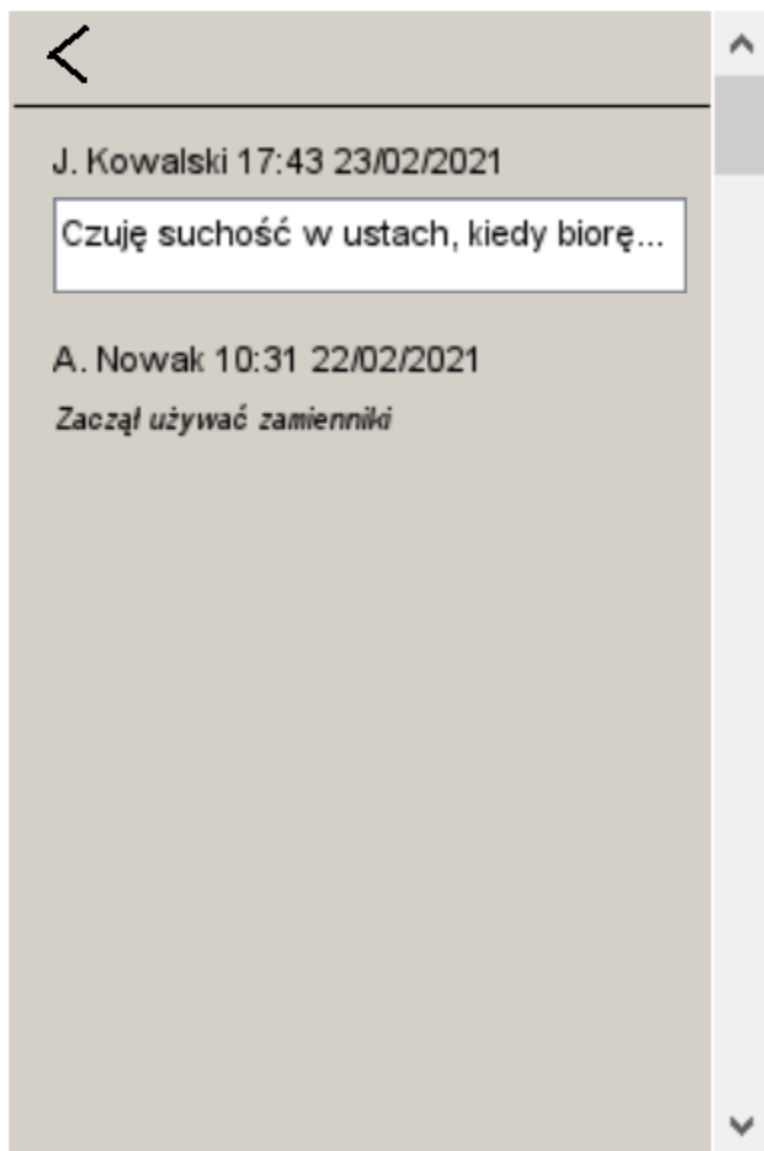 J. Kowalski 17:43 23/02/2021
Czuję suchość w ustach, kiedy biorę...
A. Nowak 10:31 22/02/2021
Zaczął używać zamienniki